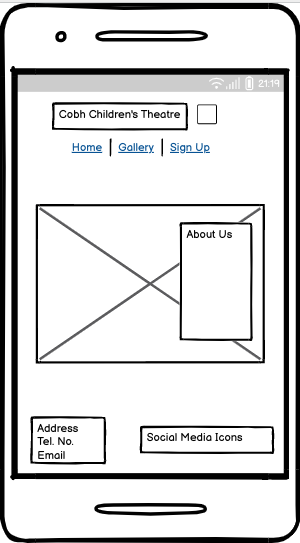 21:19
Cobh Children's Theatre
Home
Gallery
Sign Up
About Us
Address
Tel. No.
Email
Social Media Icons